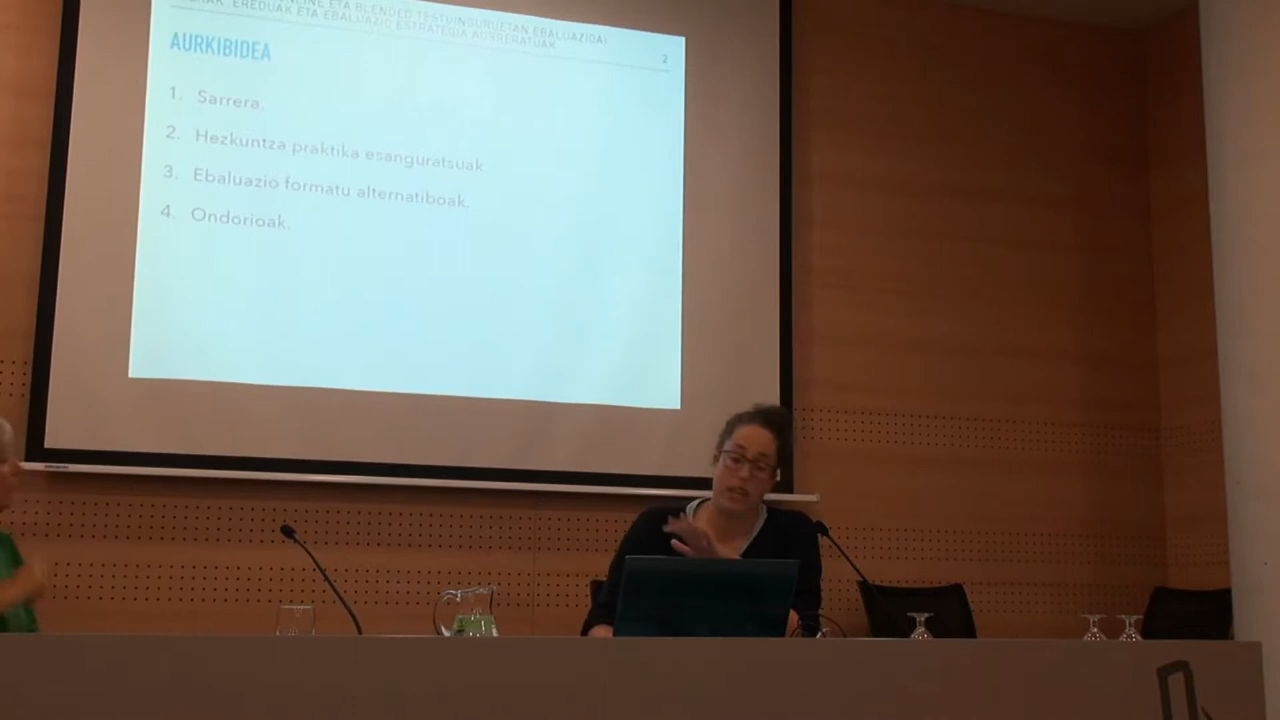 ONLINE ETA BLENDED TESTUINGURUETAN EBALUAZIOA)
EREDUAK ETA EBALUAZIO ESTRATEGIA AURRERATUAK
2
AURKIBIDEA
1. Sarrera.
2. Hezkuntza praktika esanguratsuak
3. Ebaluazio formatu alternatiboak.
4. Ondorioak.